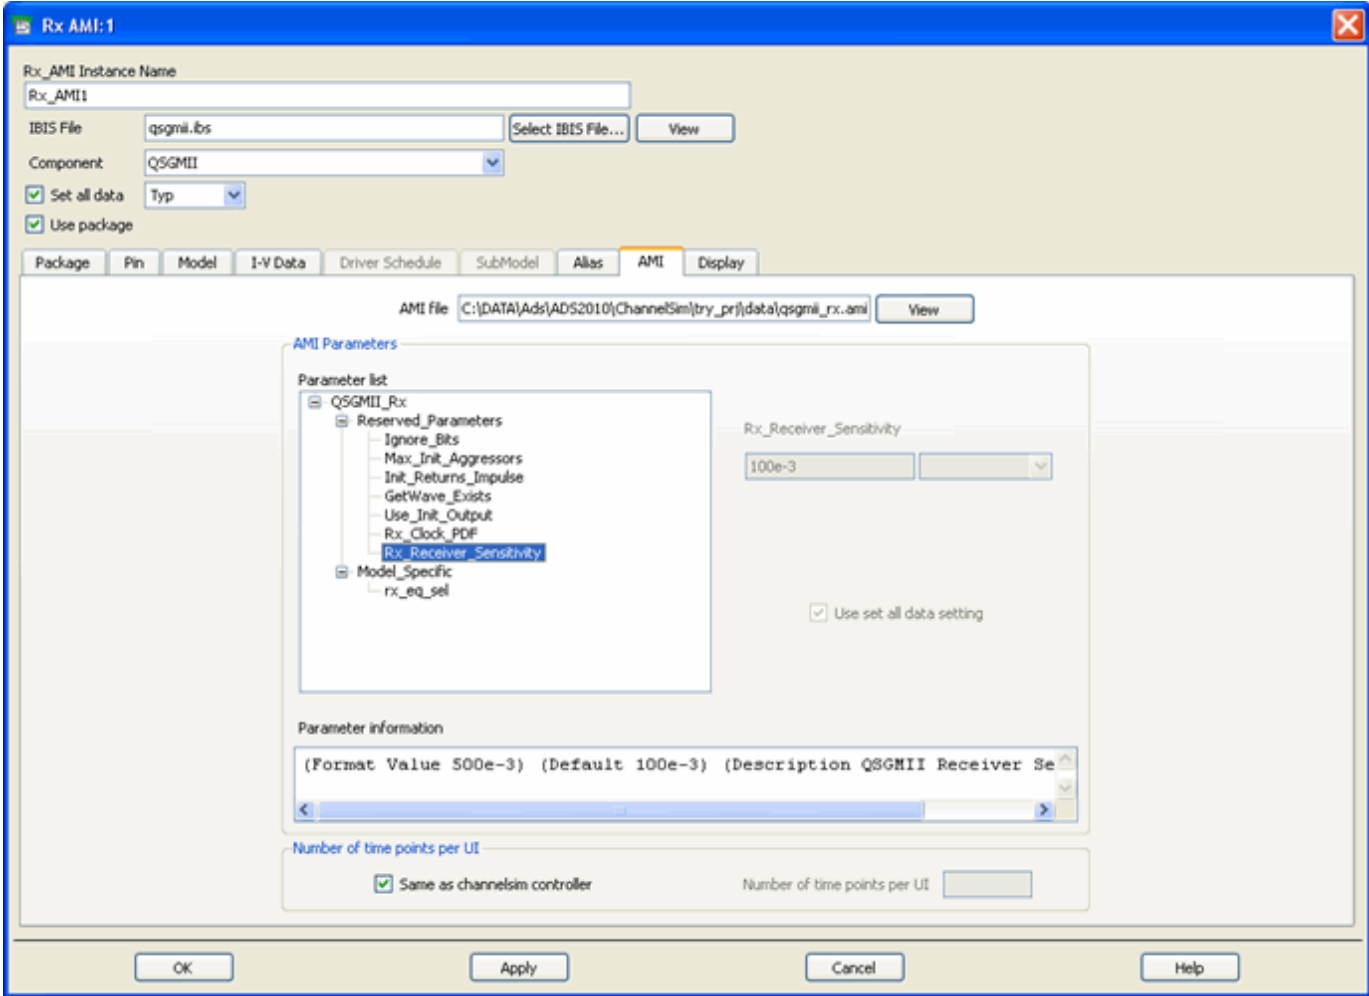 Rx AMI:1
Rx_AMI Instance Name
Rx_AMI1
IBIS File qsgmii.ibs Select IBIS File... View
Component QSGMII
Set all data Typ
Use package
Package Pin Model I-V Data Driver Schedule SubModel Alias AMI Display
AMI file C:\DATA\Ads\ADS2010\ChannelSim\try_prj\data\qsgmii_rx.ami View
AMI Parameters
Parameter list
QSGMII_Rx
Reserved_Parameters
Ignore_Bits
Max_Init_Aggressors
Init_Returns_Impulse
GetWave_Exists
Use_Init_Output
Rx_Clock_PDF
Rx_Receiver_Sensitivity
Model_Specific
rx_eq_sel
Rx_Receiver_Sensitivity
100e-3
Use set all data setting
Parameter information
(Format Value 500e-3) (Default 100e-3) (Description QSGMII Receiver Se
Number of time points per UI
Same as channelsim controller Number of time points per UI
OK Apply Cancel Help